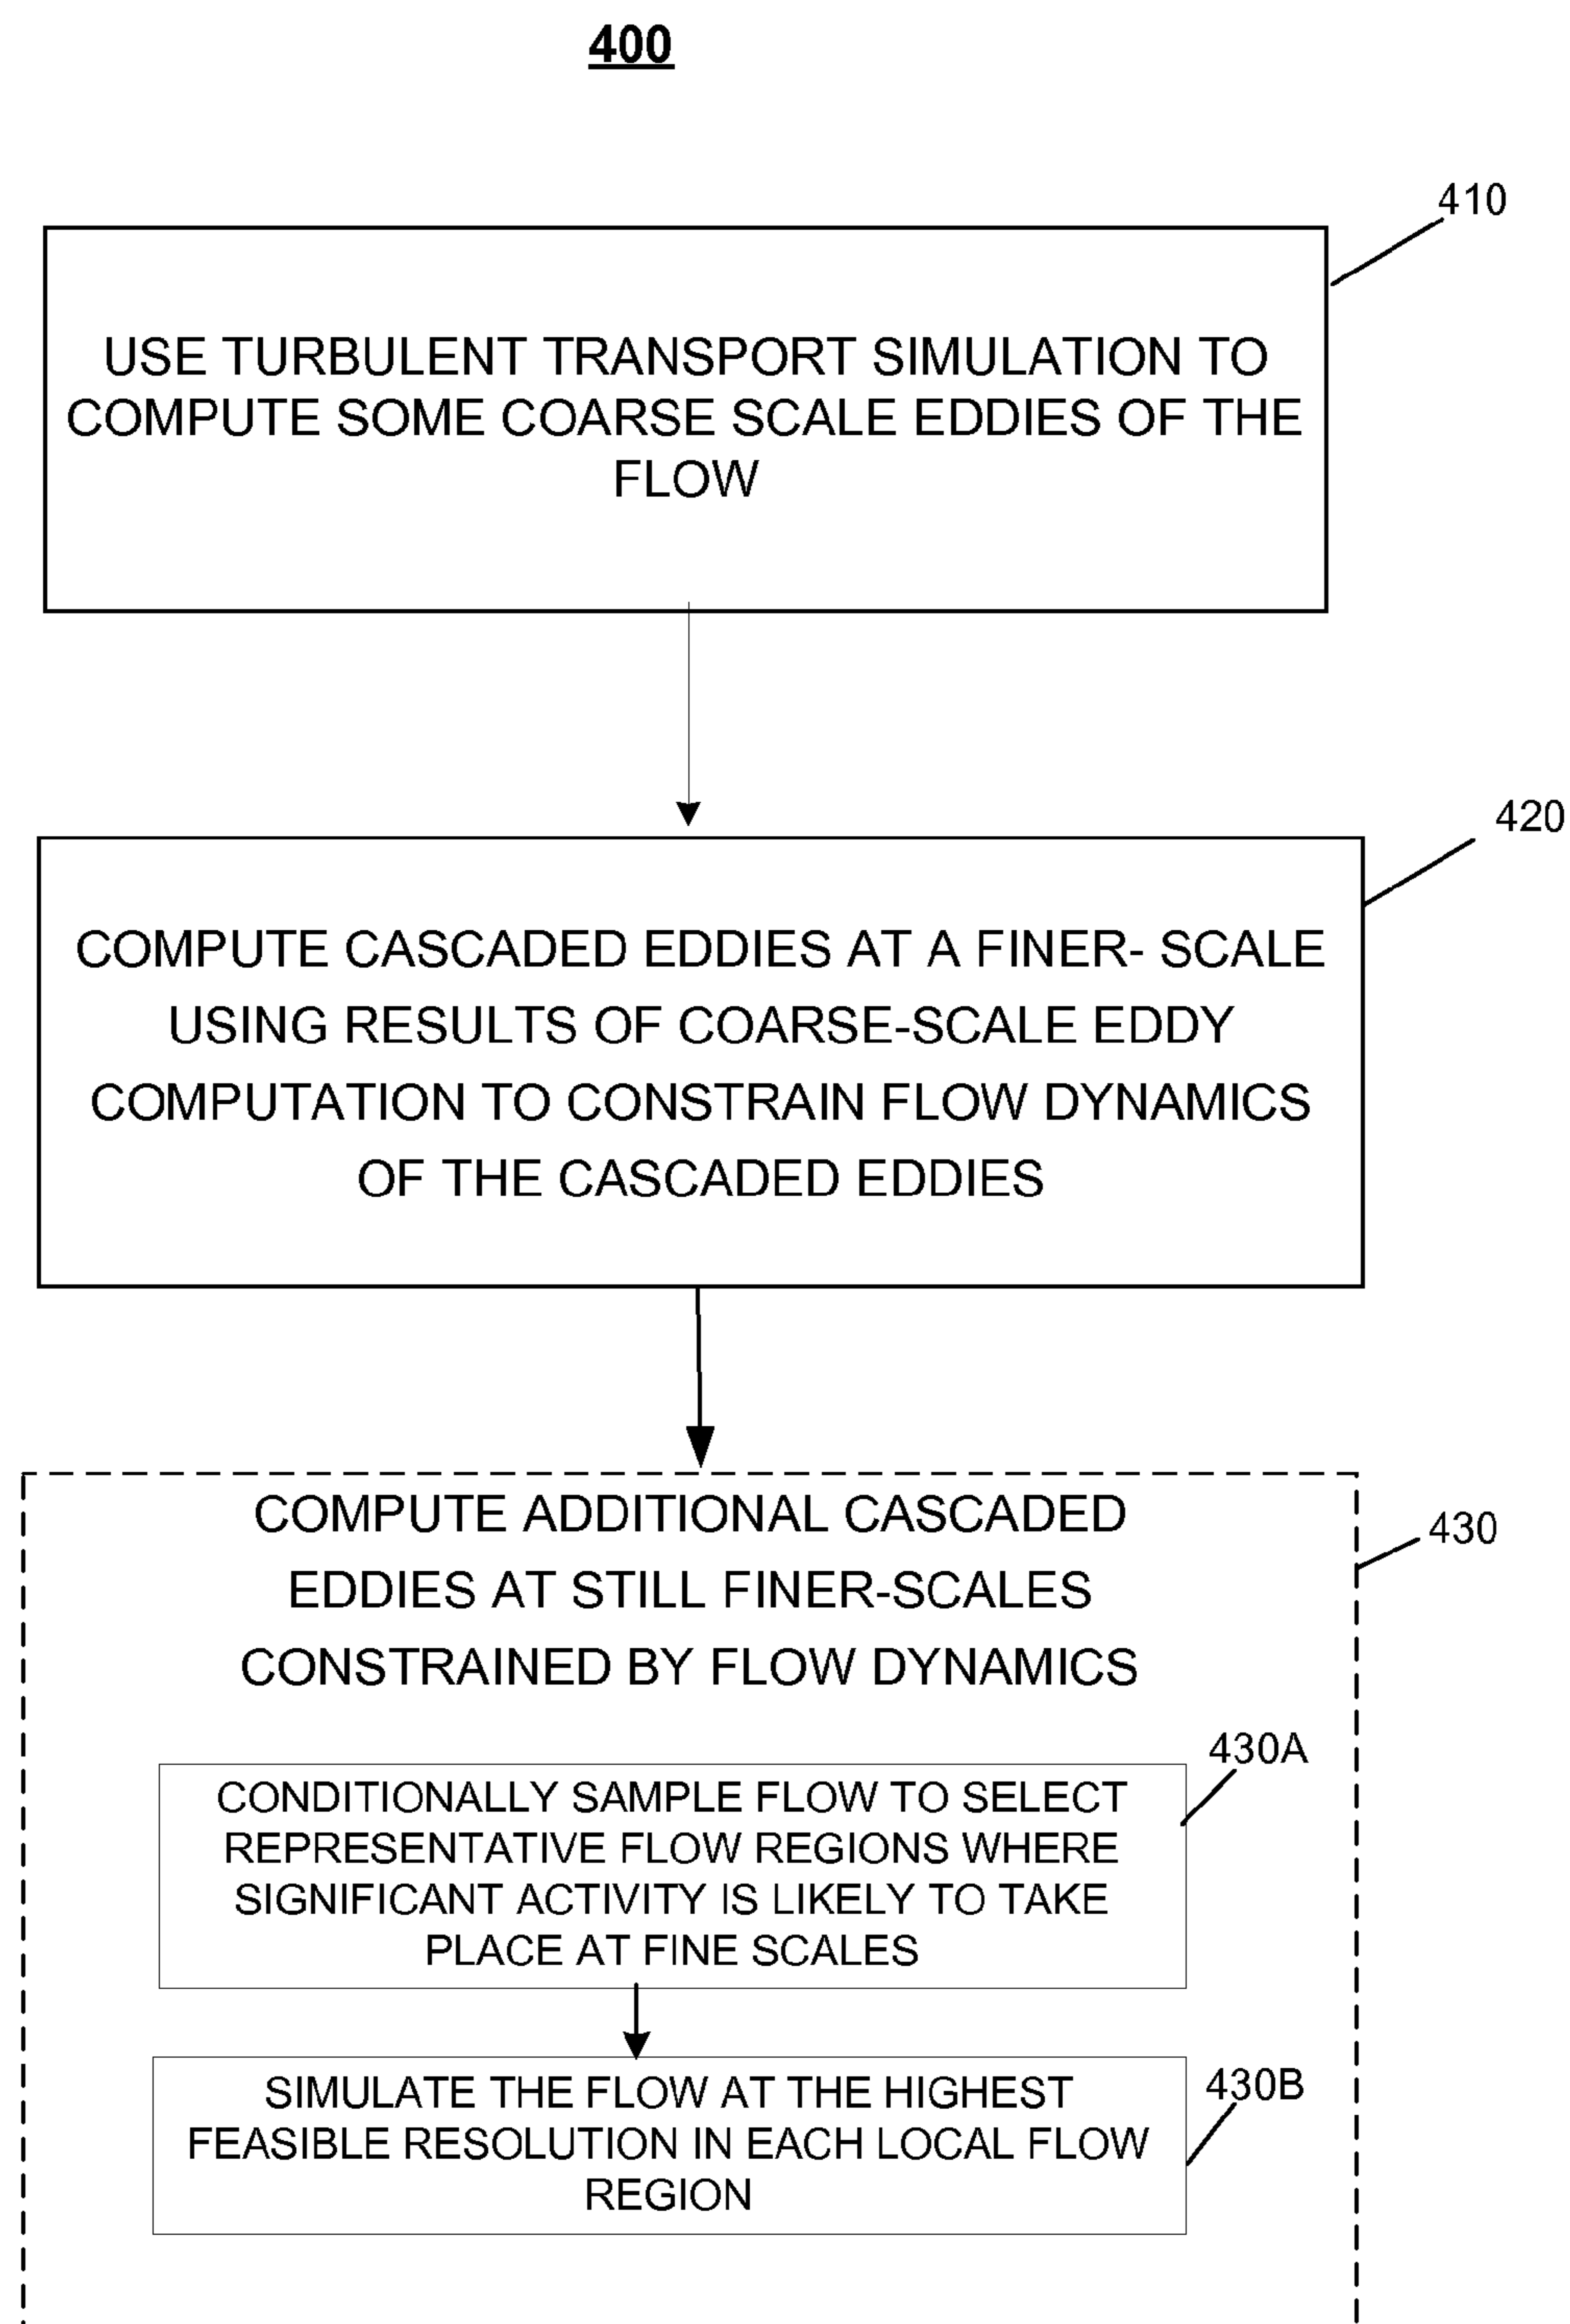 400
410
USE TURBULENT TRANSPORT SIMULATION TO
COMPUTE SOME COARSE SCALE EDDIES OF THE
FLOW
420
COMPUTE CASCADED EDDIES AT A FINER- SCALE
USING RESULTS OF COARSE-SCALE EDDY
COMPUTATION TO CONSTRAIN FLOW DYNAMICS
OF THE CASCADED EDDIES
430
COMPUTE ADDITIONAL CASCADED
EDDIES AT STILL FINER-SCALES
CONSTRAINED BY FLOW DYNAMICS
430A
CONDITIONALLY SAMPLE FLOW TO SELECT
REPRESENTATIVE FLOW REGIONS WHERE
SIGNIFICANT ACTIVITY IS LIKELY TO TAKE
PLACE AT FINE SCALES
430B
SIMULATE THE FLOW AT THE HIGHEST
FEASIBLE RESOLUTION IN EACH LOCAL FLOW
REGION